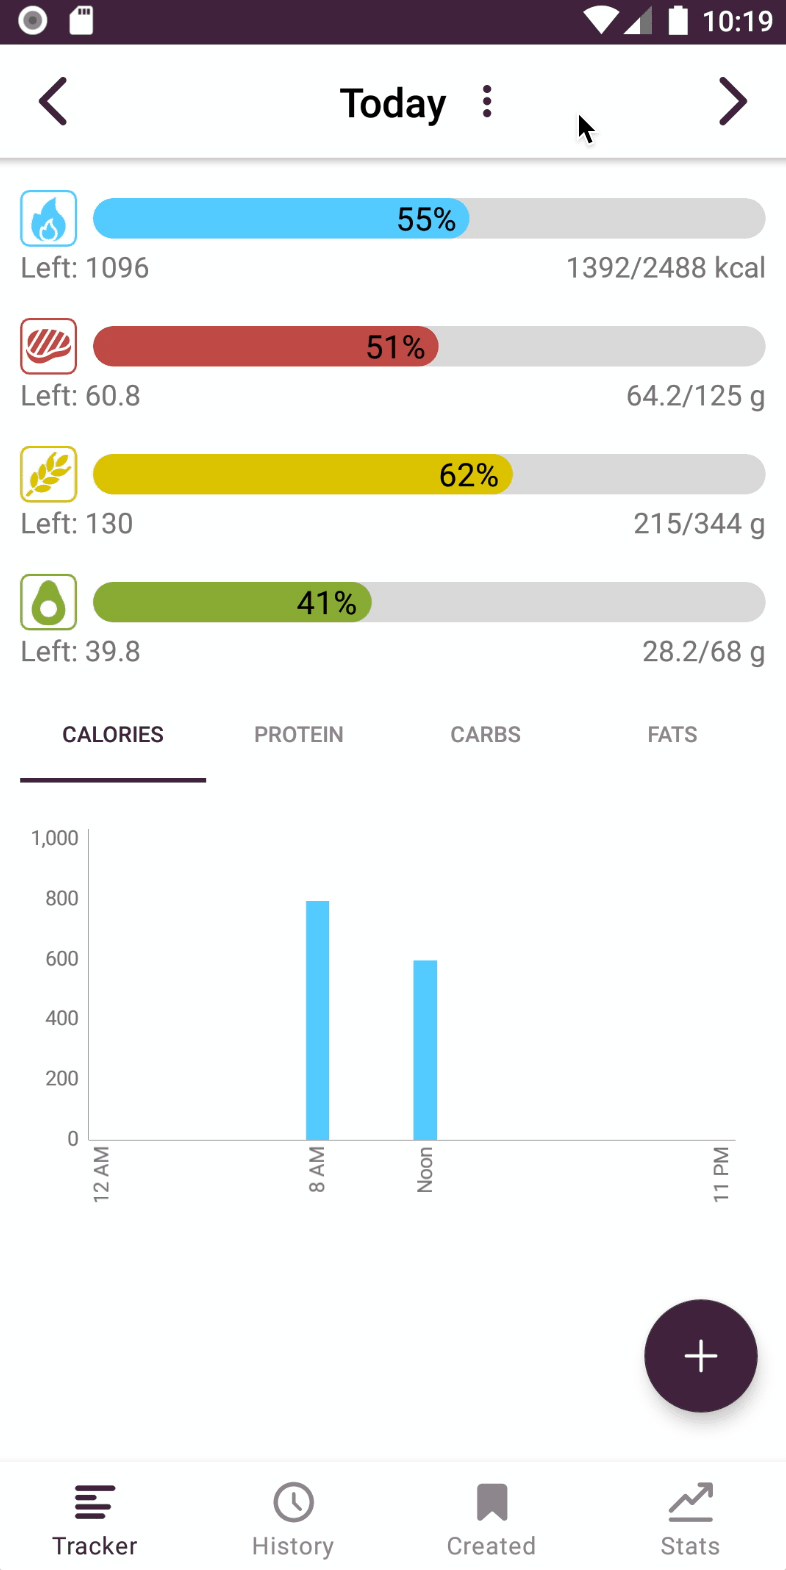 10:19
Today
55%
Left: 1096 1392/2488 kcal
51%
Left: 60.8 64.2/125 g
62%
Left: 130 215/344 g
41%
Left: 39.8 28.2/68 g
CALORIES PROTEIN CARBS FATS
1,000
800
600
400
200
0
12 AM 8 AM Noon 11 PM
Tracker History Created Stats